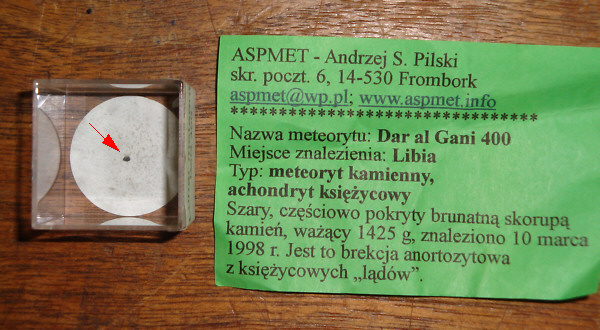 ASPMET - Andrzej S. Pilski
skr. poczt. 6, 14-530 Frombork
aspmet@wp.pl; www.aspmet.info
********************************
Nazwa meteorytu: Dar al Gani 400
Miejsce znalezienia: Libia
Typ: meteoryt kamienny,
achondryt księżycowy
Szary, częściowo pokryty brunatną skorupą
kamień, ważący 1425 g, znaleziono 10 marca
1998 r. Jest to brekcja anortozytowa
z księżycowych „lądów”.